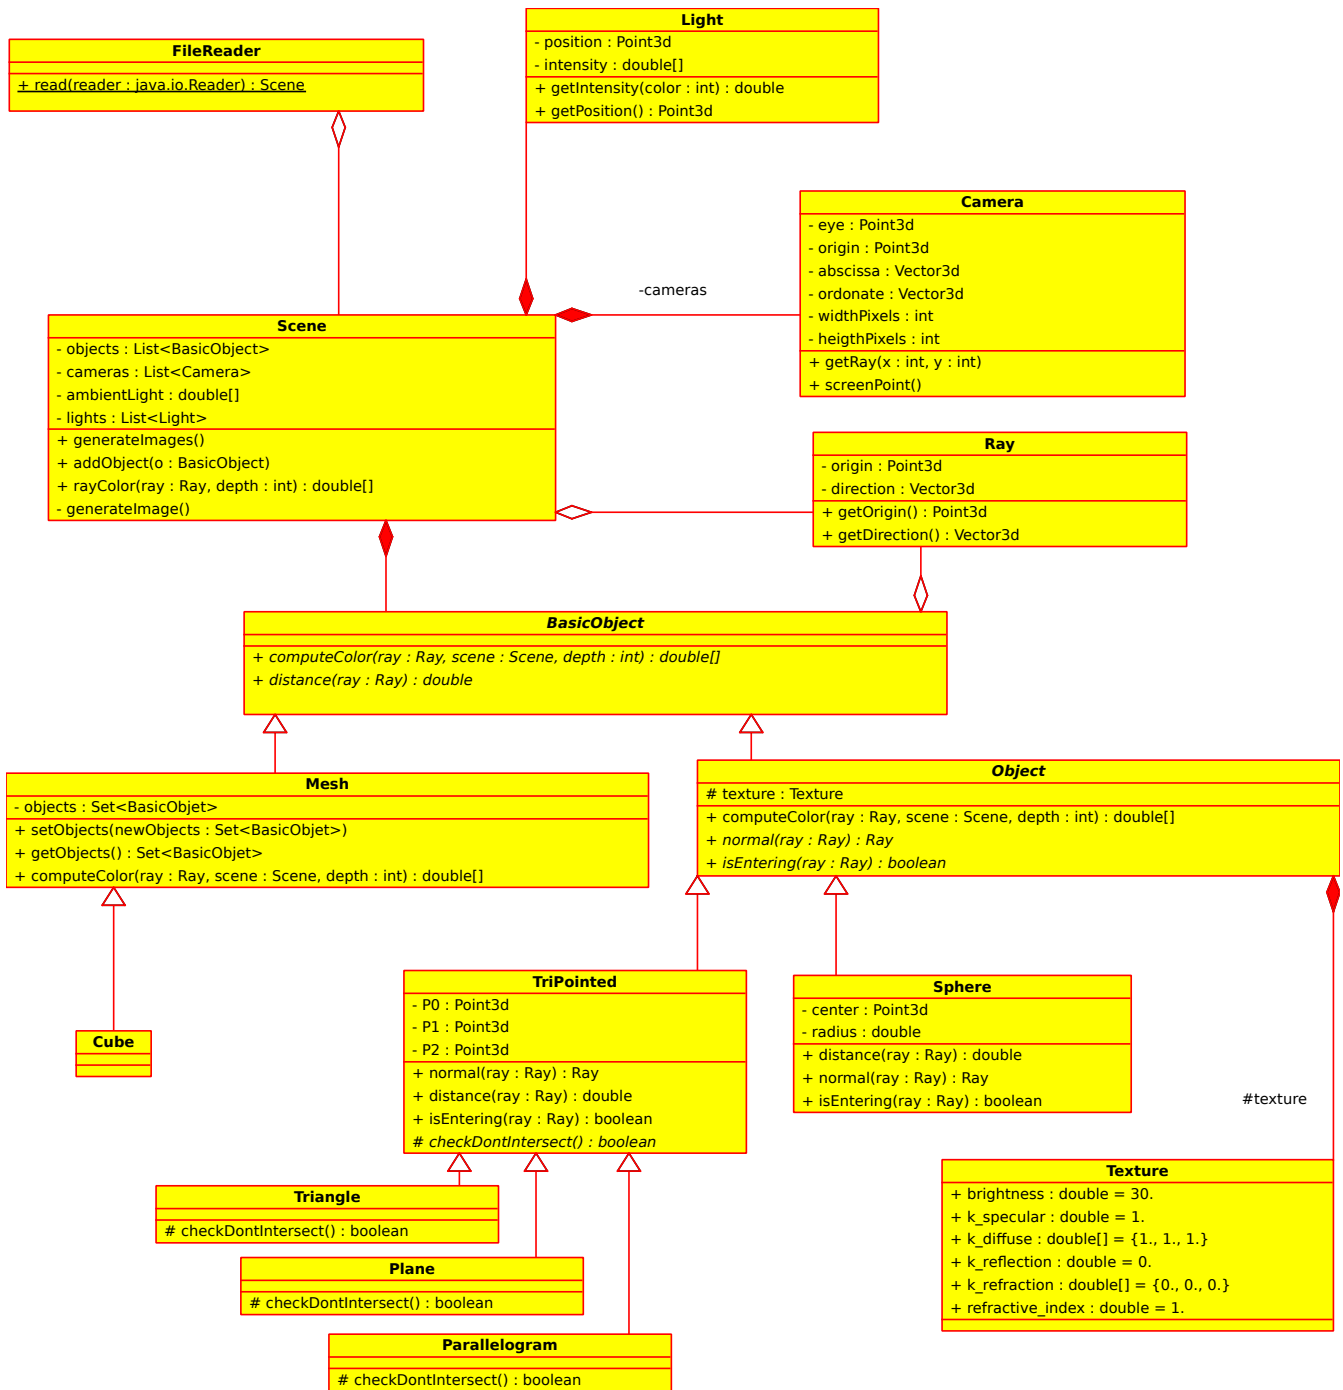 FileReader
+ read(reader : java.io.Reader) : Scene
Light
- position : Point3d
- intensity : double[]
+ getIntensity(color : int) : double
+ getPosition() : Point3d
Camera
- eye : Point3d
- origin : Point3d
- abscissa : Vector3d
- ordonate : Vector3d
- widthPixels : int
- heigthPixels : int
+ getRay(x : int, y : int)
+ screenPoint()
-cameras
Scene
- objects : List<BasicObject>
- cameras : List<Camera>
- ambientLight : double[]
- lights : List<Light>
+ generateImages()
+ addObject(o : BasicObject)
+ rayColor(ray : Ray, depth : int) : double[]
- generateImage()
Ray
- origin : Point3d
- direction : Vector3d
+ getOrigin() : Point3d
+ getDirection() : Vector3d
BasicObject
+ computeColor(ray : Ray, scene : Scene, depth : int) : double[]
+ distance(ray : Ray) : double
Mesh
- objects : Set<BasicObjet>
+ setObjects(newObjects : Set<BasicObjet>)
+ getObjects() : Set<BasicObjet>
+ computeColor(ray : Ray, scene : Scene, depth : int) : double[]
Object
# texture : Texture
+ computeColor(ray : Ray, scene : Scene, depth : int) : double[]
+ normal(ray : Ray) : Ray
+ isEntering(ray : Ray) : boolean
Cube
TriPointed
- P0 : Point3d
- P1 : Point3d
- P2 : Point3d
+ normal(ray : Ray) : Ray
+ distance(ray : Ray) : double
+ isEntering(ray : Ray) : boolean
# checkDontIntersect() : boolean
Sphere
- center : Point3d
- radius : double
+ distance(ray : Ray) : double
+ normal(ray : Ray) : Ray
+ isEntering(ray : Ray) : boolean
#texture
Triangle
# checkDontIntersect() : boolean
Plane
# checkDontIntersect() : boolean
Parallelogram
# checkDontIntersect() : boolean
Texture
+ brightness : double = 30.
+ k_specular : double = 1.
+ k_diffuse : double[] = {1., 1., 1.}
+ k_reflection : double = 0.
+ k_refraction : double[] = {0., 0., 0.}
+ refractive_index : double = 1.